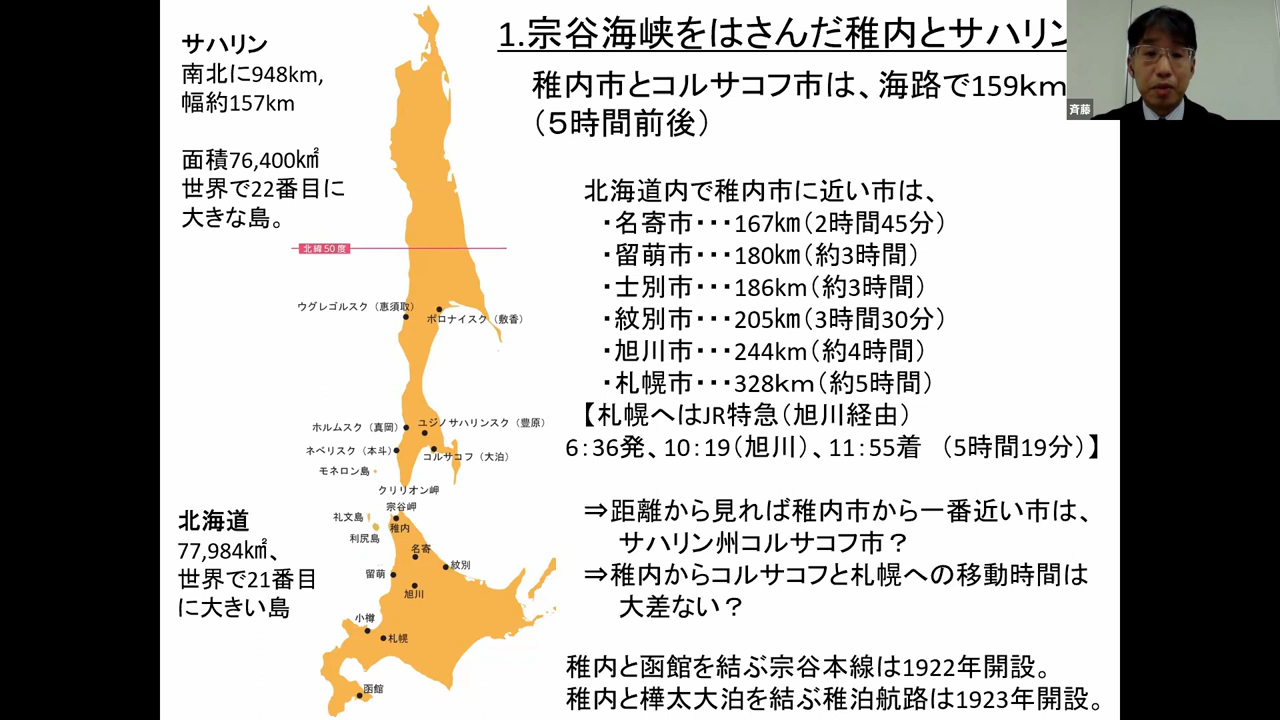 1.宗谷海峡をはさんだ稚内とサハリン
斉藤
サハリン
南北に948km,
幅約157km
面積76,400㎢
世界で22番目に
大きな島。
稚内市とコルサコフ市は、海路で159km
（5時間前後）
北海道内で稚内市に近い市は、
・名寄市・・・167㎞（2時間45分）
・留萌市・・・180㎞（約3時間）
・士別市・・・186km（約3時間）
・紋別市・・・205㎞（3時間30分）
・旭川市・・・244km（約4時間）
・札幌市・・・328km（約5時間）
【札幌へはJR特急（旭川経由）
6：36発、10：19（旭川）、11：55着　（5時間19分）】
⇒距離から見れば稚内市から一番近い市は、
サハリン州コルサコフ市？
⇒稚内からコルサコフと札幌への移動時間は
大差ない？
稚内と函館を結ぶ宗谷本線は1922年開設。
稚内と樺太大泊を結ぶ稚泊航路は1923年開設。
北緯50度
ウグレゴルスク（恵須取）
ポロナイスク（敷香）
ホルムスク（真岡）
ユジノサハリンスク（豊原）
ネベリスク（本斗）
コルサコフ（大泊）
モネロン島
クリリオン岬
宗谷岬
礼文島
稚内
利尻島
名寄
紋別
留萌
旭川
小樽
札幌
函館
北海道
77,984㎢、
世界で21番目
に大きい島